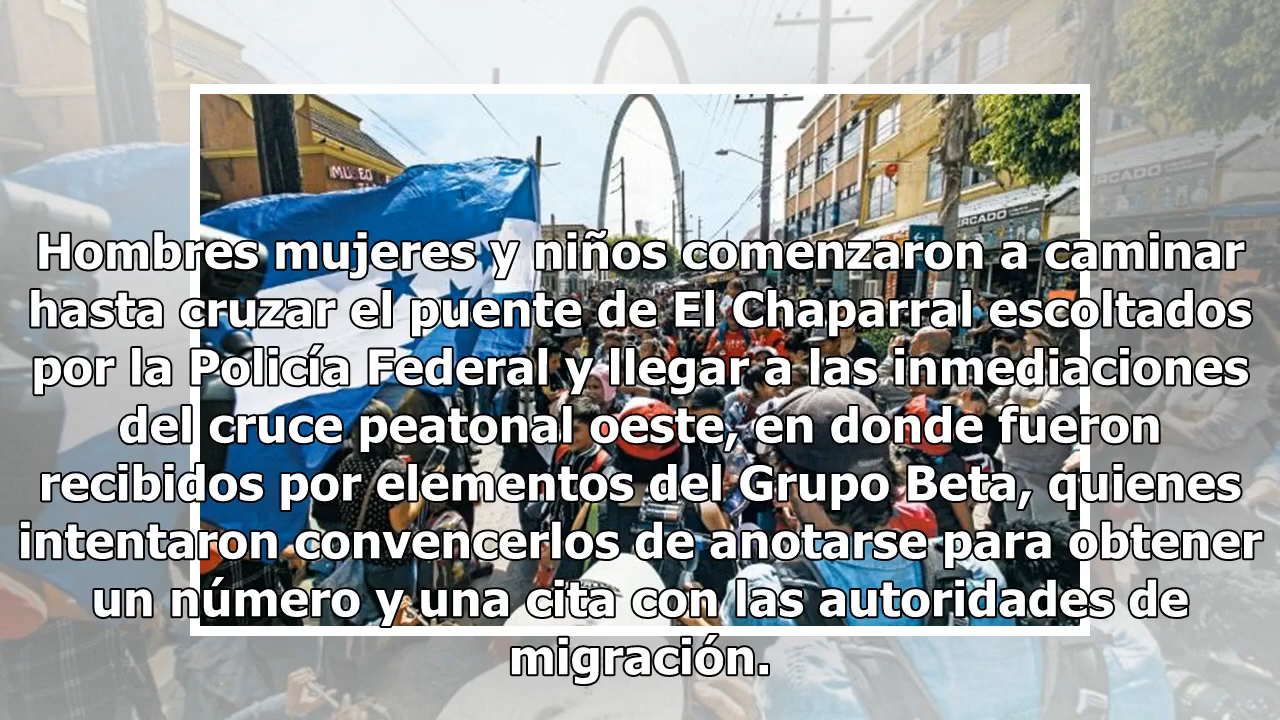 MUSEO
MERCADO
Hombres mujeres y niños comenzaron a caminar
hasta cruzar el puente de El Chaparral escoltados
por la Policía Federal y llegar a las inmediaciones
del cruce peatonal oeste, en donde fueron
recibidos por elementos del Grupo Beta, quienes
intentaron convencerlos de anotarse para obtener
un número y una cita con las autoridades de
migración.